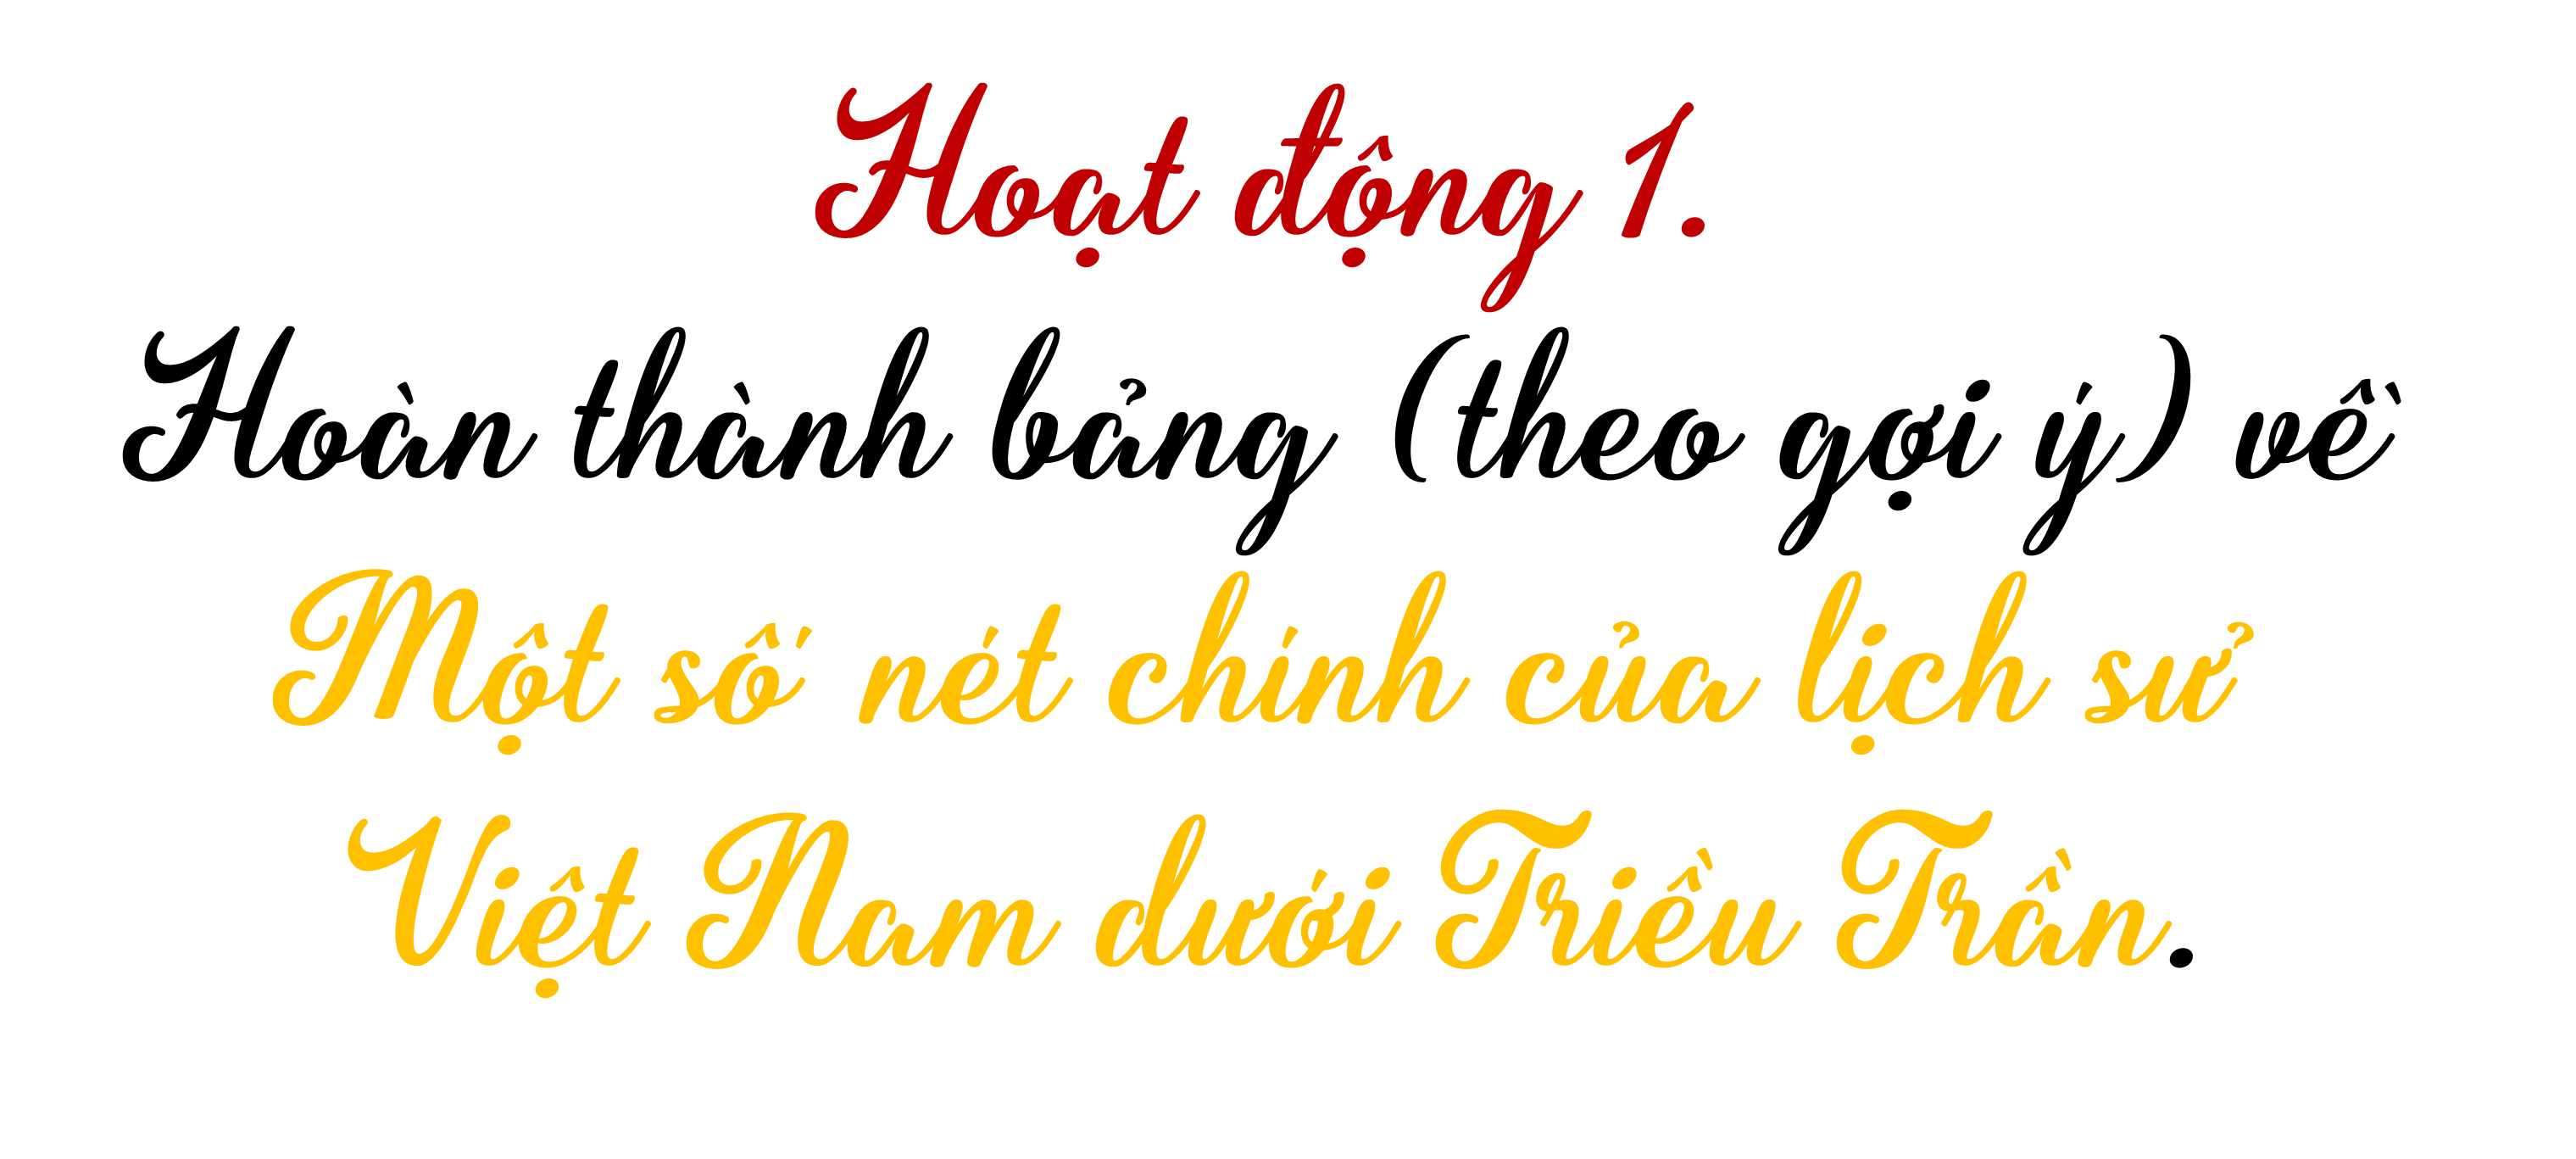 Hoạt động 1.
Hoàn thành bảng (theo gợi ý) về
Một số nét chính của lịch sử
Việt Nam dưới Triều Trần.